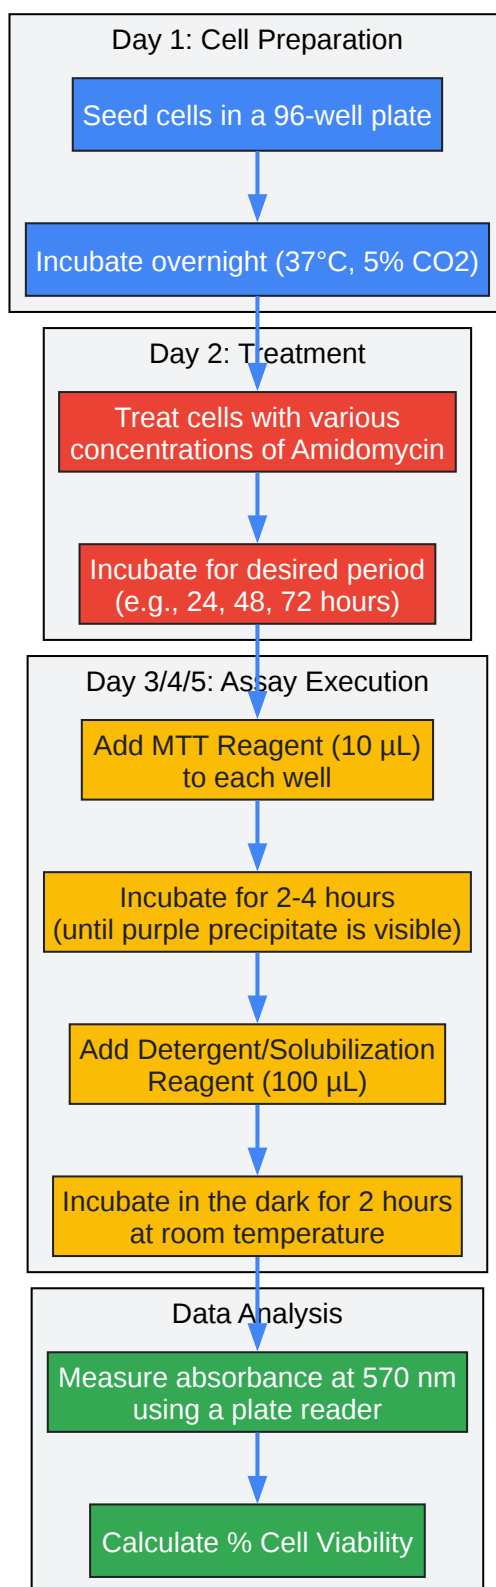 Day 1: Cell Preparation
Seed cells in a 96-well plate
Incubate overnight (37°C, 5% CO2)
Day 2: Treatment
Treat cells with various
concentrations of Amidomycin
Incubate for desired period
(e.g., 24, 48, 72 hours)
Day 3/4/5: Assay Execution
Add MTT Reagent (10 µL)
to each well
Incubate for 2-4 hours
(until purple precipitate is visible)
Add Detergent/Solubilization
Reagent (100 µL)
Incubate in the dark for 2 hours
at room temperature
Data Analysis
Measure absorbance at 570 nm
using a plate reader
Calculate % Cell Viability